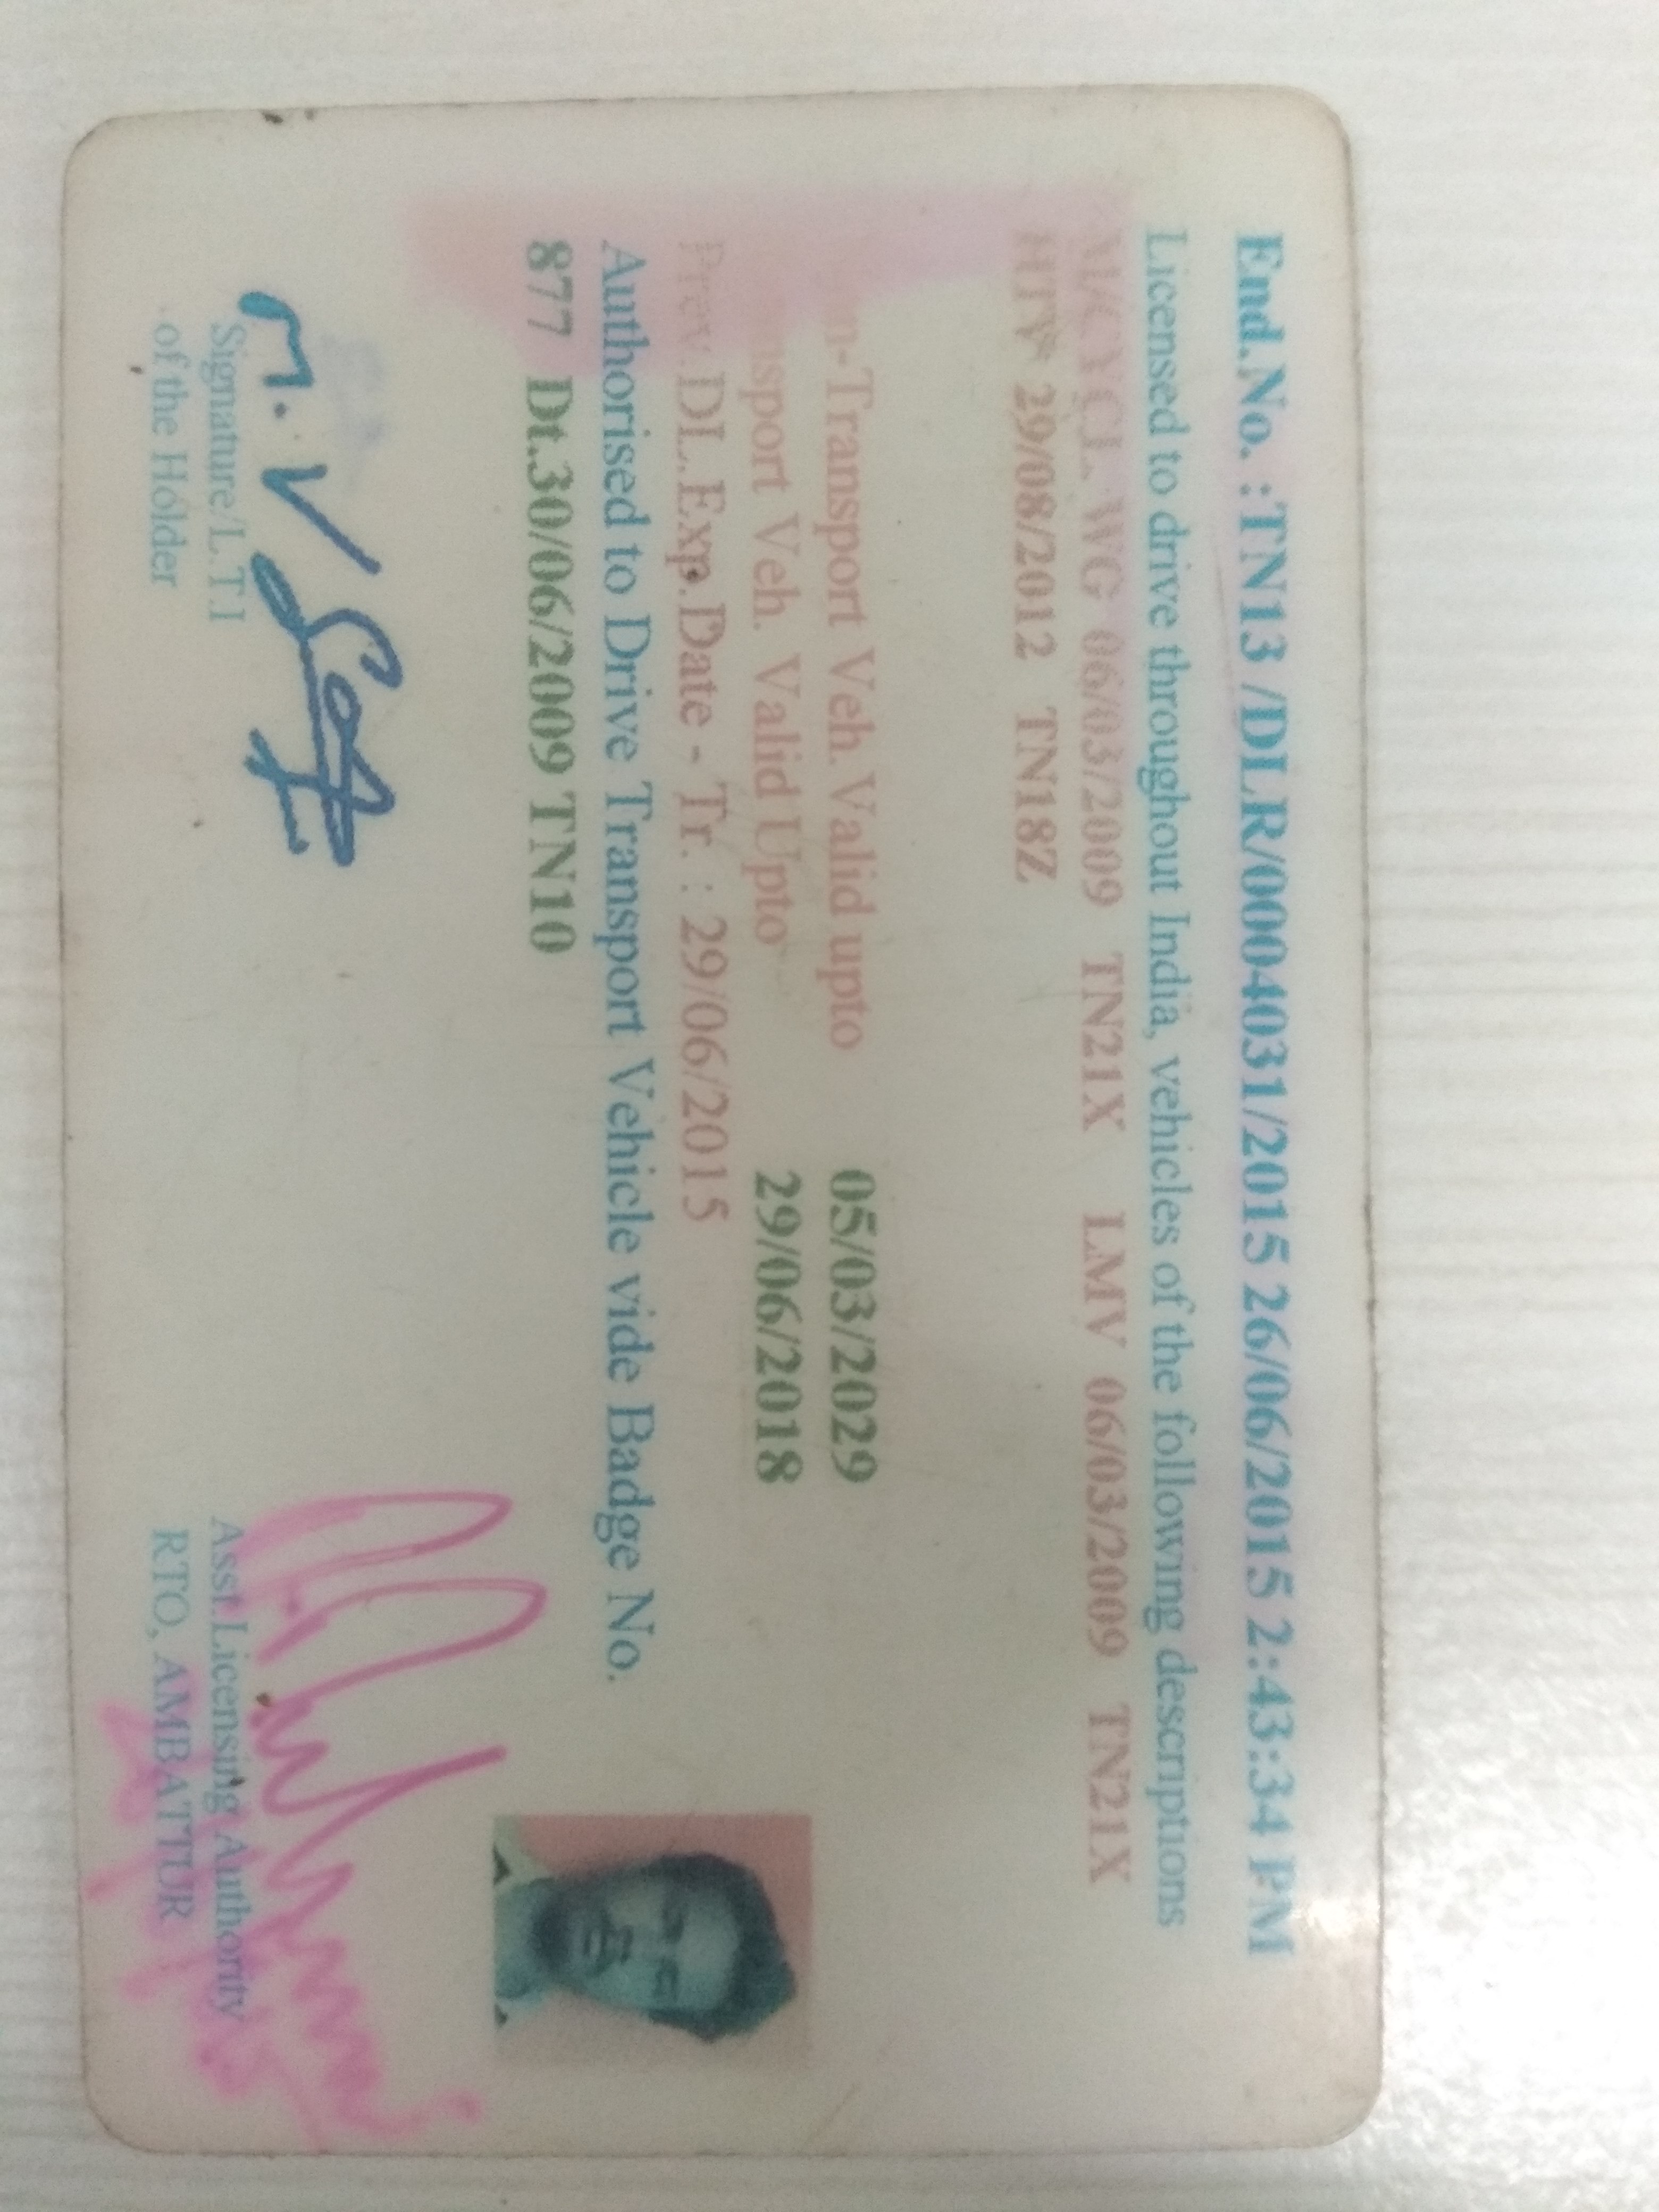 End.No. :TN13 /DLR/0004031/2015 26/06/2015 2:43:34 PM
Licensed to drive throughout India, vehicles of the following descriptions
M/CYCL. WG 06/03/2009 TN21X LMV 06/03/2009 TN21X
HTV 29/08/2012 TN18Z
n-Transport Veh. Valid upto 05/03/2029
nsport Veh. Valid Upto 29/06/2018
Prev.DL.Exp.Date - Tr. : 29/06/2015
Authorised to Drive Transport Vehicle vide Badge No.
877 Dt.30/06/2009 TN10
Signature/L.T.I
of the Holder
Asst.Licensing Authority
RTO, AMBATTUR